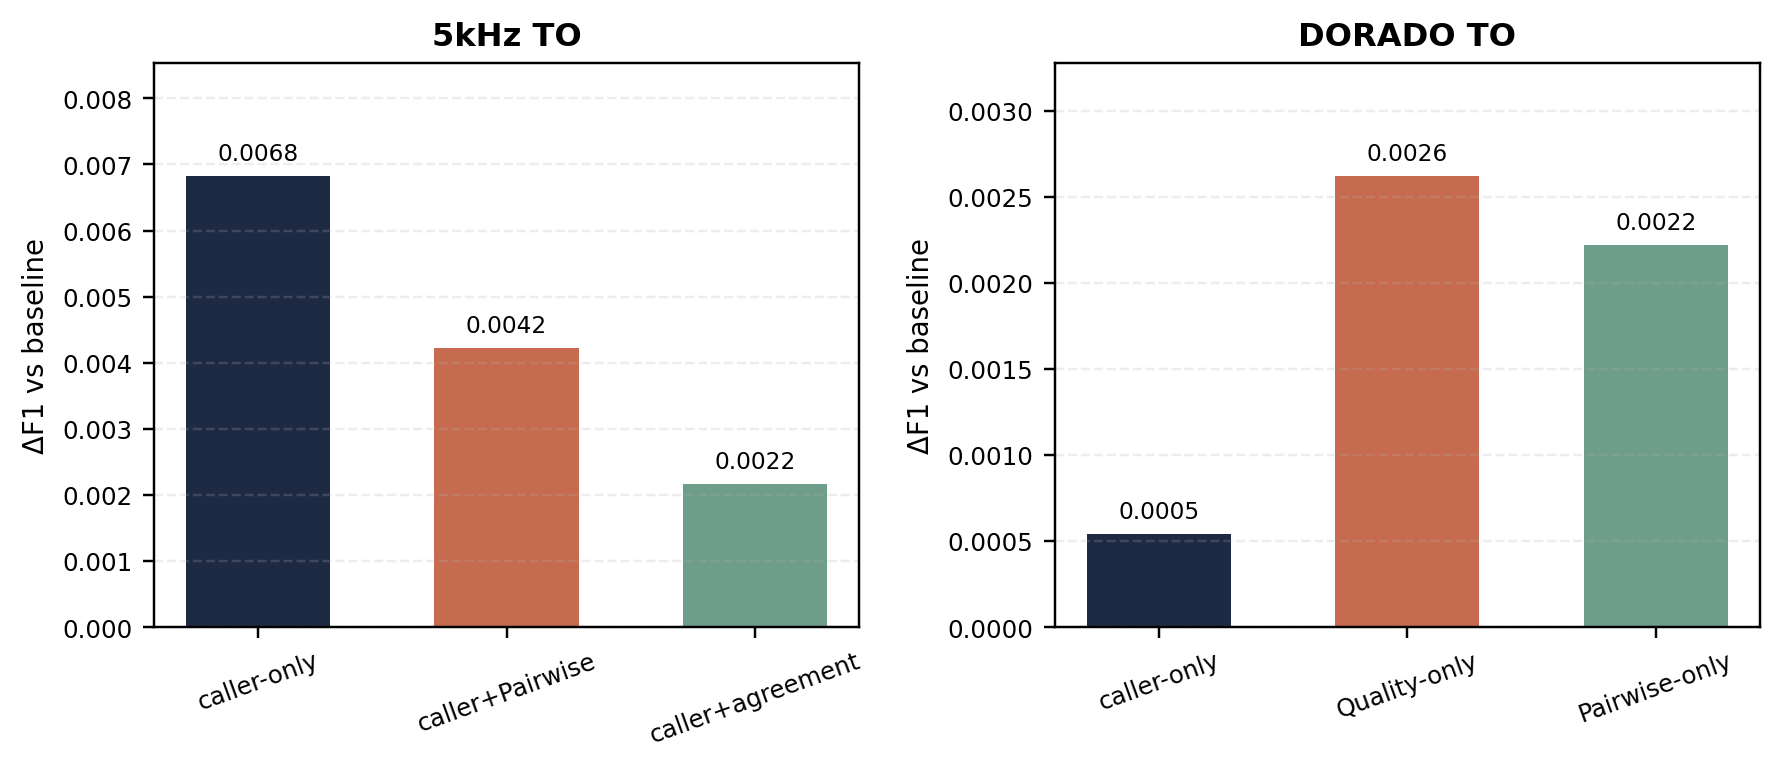 5kHz TO
ΔF1 vs baseline
0.008
0.007
0.006
0.005
0.004
0.003
0.002
0.001
0.000
0.0068
0.0042
0.0022
caller-only
caller+Pairwise
caller+agreement
DORADO TO
ΔF1 vs baseline
0.0030
0.0025
0.0020
0.0015
0.0010
0.0005
0.0000
0.0005
0.0026
0.0022
caller-only
Quality-only
Pairwise-only